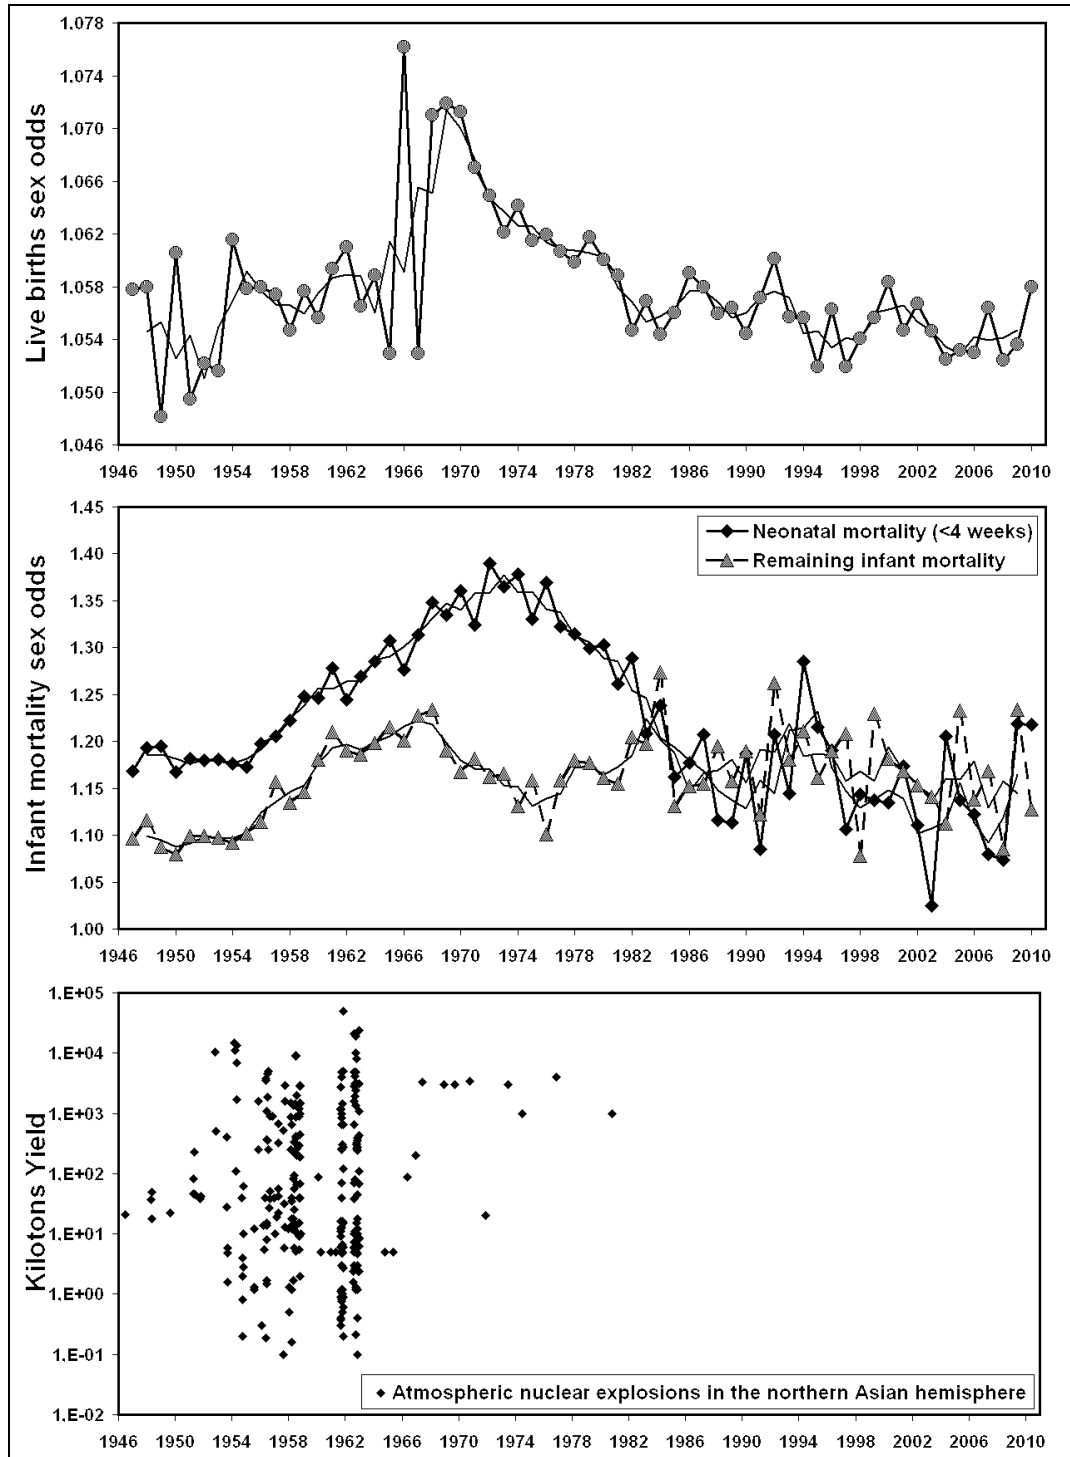 Live births sex odds
1.078
1.074
1.070
1.066
1.062
1.058
1.054
1.050
1.046
1946 1950 1954 1958 1962 1966 1970 1974 1978 1982 1986 1990 1994 1998 2002 2006 2010
Infant mortality sex odds
1.45
1.40
1.35
1.30
1.25
1.20
1.15
1.10
1.05
1.00
Neonatal mortality (<4 weeks)
Remaining infant mortality
1946 1950 1954 1958 1962 1966 1970 1974 1978 1982 1986 1990 1994 1998 2002 2006 2010
Kilotons Yield
1.E+05
1.E+04
1.E+03
1.E+02
1.E+01
1.E+00
1.E-01
1.E-02
Atmospheric nuclear explosions in the northern Asian hemisphere
1946 1950 1954 1958 1962 1966 1970 1974 1978 1982 1986 1990 1994 1998 2002 2006 2010